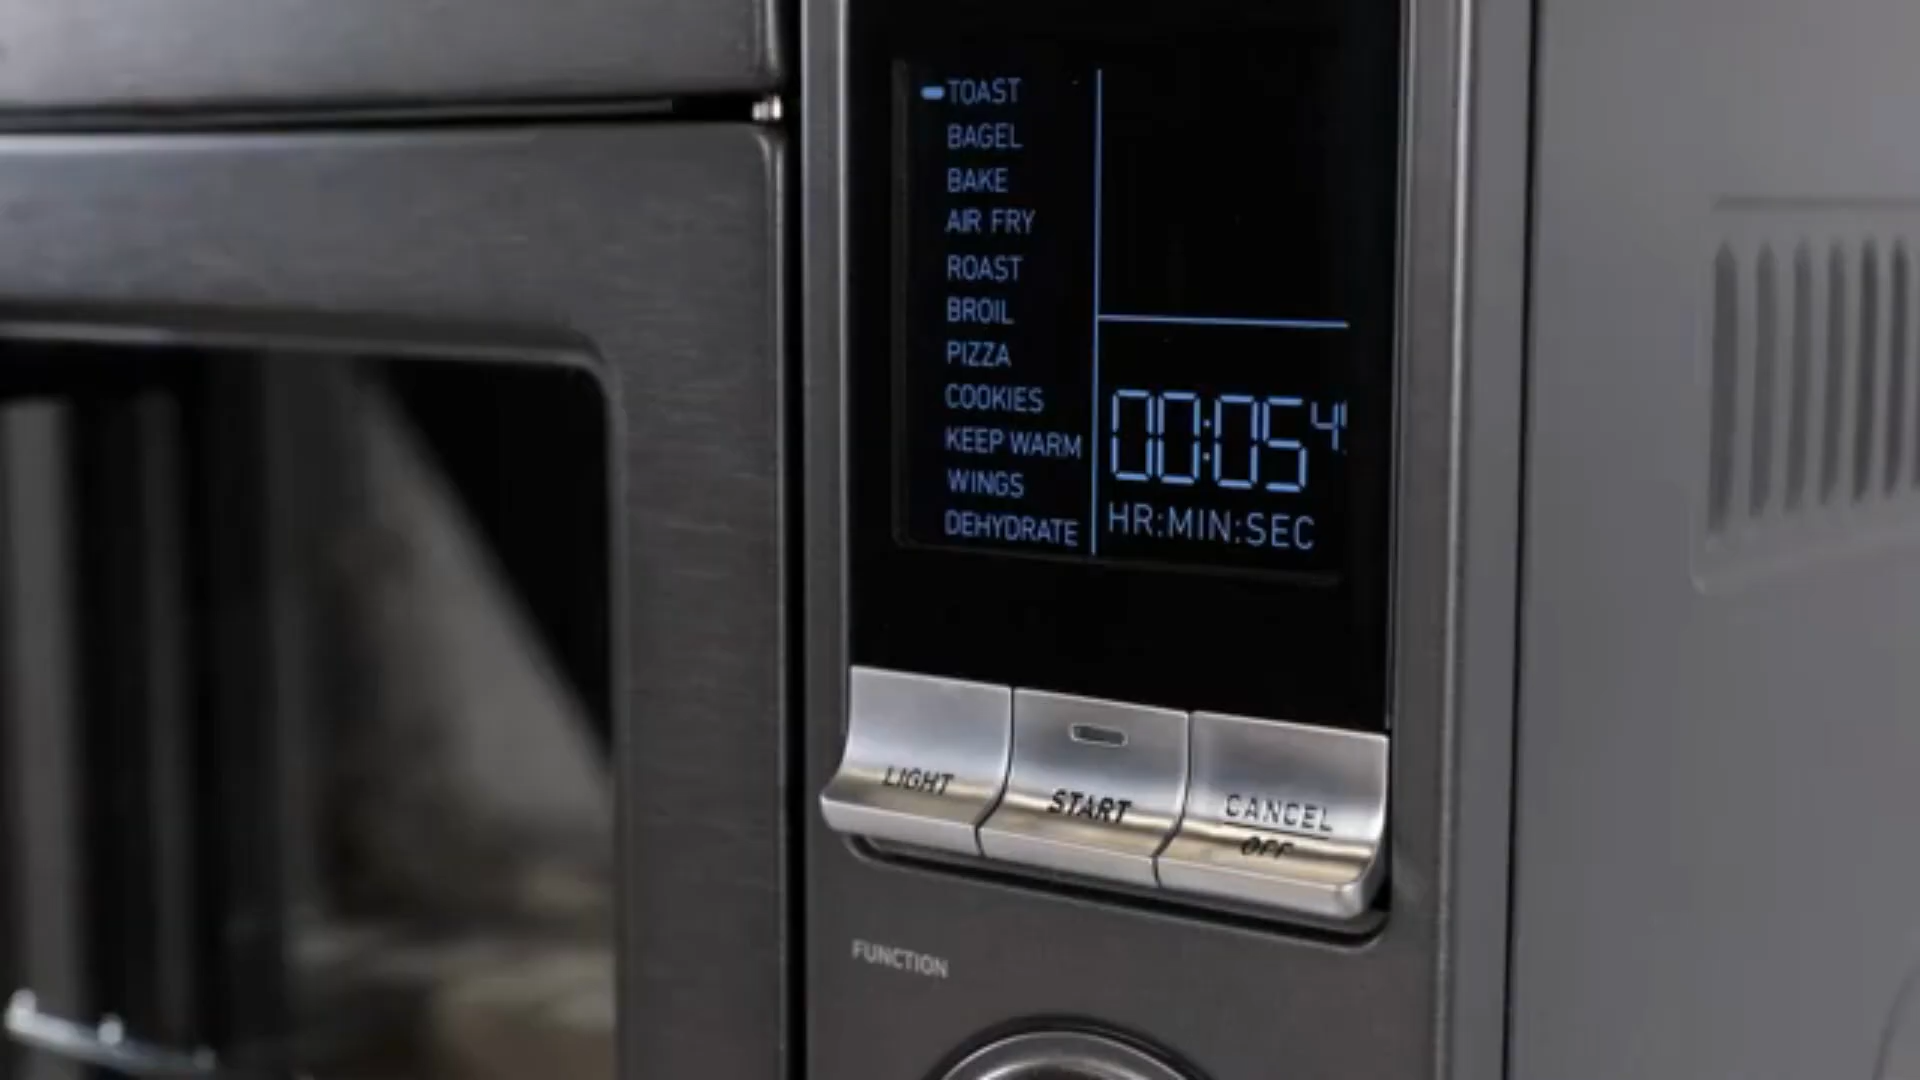 TOAST
BAGEL
BAKE
AIR FRY
ROAST
BROIL
PIZZA
COOKIES
KEEP WARM
WINGS
DEHYDRATE
00:05
HR:MIN:SEC
LIGHT
START
CANCEL
OFF
FUNCTION